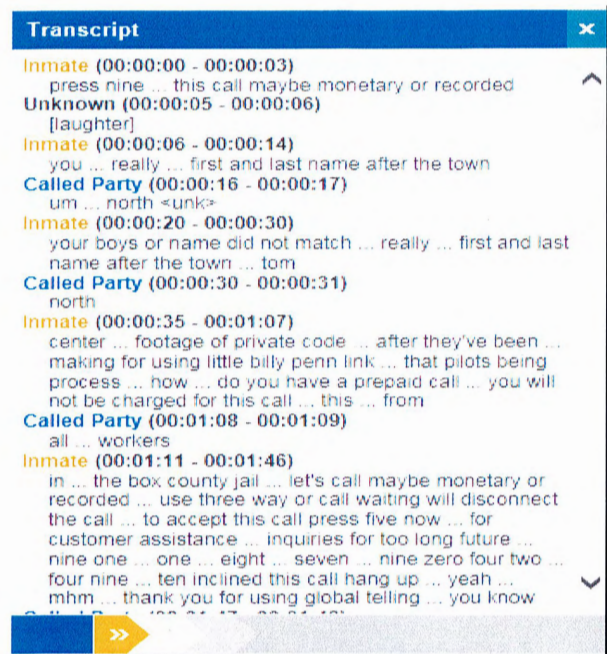 Transcript
Inmate (00:00:00 - 00:00:03)
press nine ... this call maybe monetary or recorded
Unknown (00:00:05 - 00:00:06)
[laughter]
Inmate (00:00:06 - 00:00:14)
you ... really ... first and last name after the town
Called Party (00:00:16 - 00:00:17)
um ... north <unk>
Inmate (00:00:20 - 00:00:30)
your boys or name did not match ... really ... first and last
name after the town ... tom
Called Party (00:00:30 - 00:00:31)
north
Inmate (00:00:35 - 00:01:07)
center ... footage of private code ... after they've been ...
making for using little billy penn link ... that pilots being
process ... how ... do you have a prepaid call ... you will
not be charged for this call ... this ... from
Called Party (00:01:08 - 00:01:09)
all ... workers
Inmate (00:01:11 - 00:01:46)
in ... the box county jail ... let's call maybe monetary or
recorded ... use three way or call waiting will disconnect
the call ... to accept this call press five now ... for
customer assistance ... inquiries for too long future ...
nine one ... one ... eight ... seven ... nine zero four two ...
four nine ... ten inclined this call hang up ... yeah ...
mhm ... thank you for using global telling ... you know